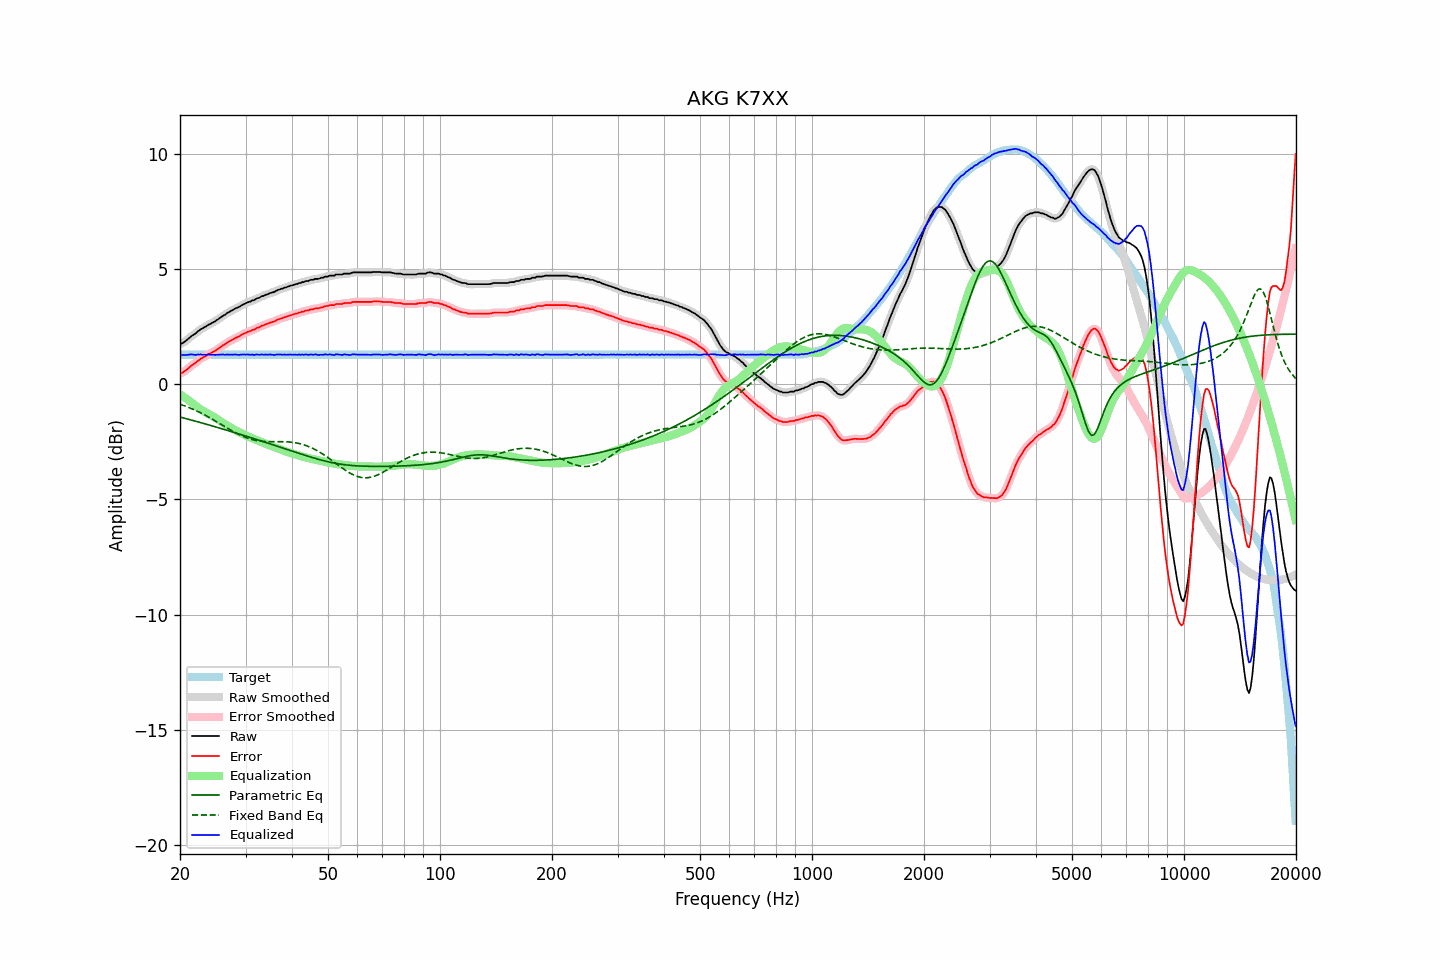 AKG K7XX
Amplitude (dBr)
10
5
0
−5
−10
−15
−20
Target
Raw Smoothed
Error Smoothed
Raw
Error
Equalization
Parametric Eq
Fixed Band Eq
Equalized
20 50 100 200 500 1000 2000 5000 10000 20000
Frequency (Hz)